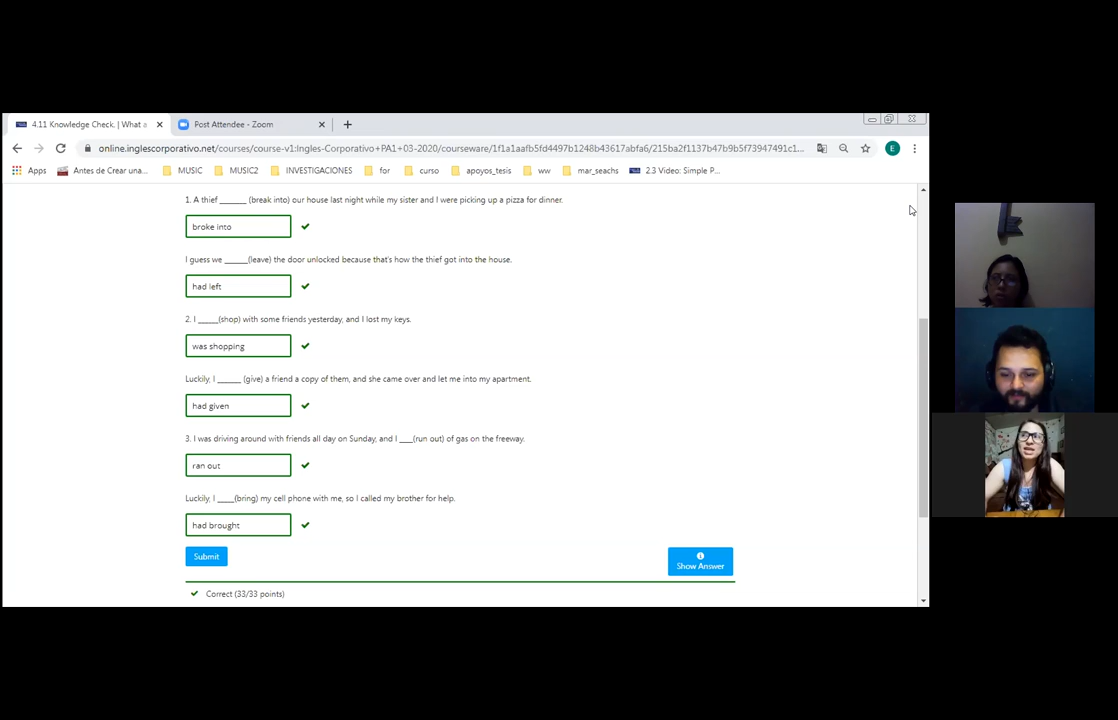 4.11 Knowledge Check. | What a
Post Attendee - Zoom
online.inglescorporativo.net/courses/course-v1:Ingles-Corporativo+PA1+03-2020/courseware/1f1a1aafb5fd4497b1248b43617abfa6/215ba2f1137b47b9b5f73947491c1...
E
Apps
Antes de Crear una...
MUSIC
MUSIC2
INVESTIGACIONES
for
curso
apoyos_tesis
ww
mar_seachs
2.3 Video: Simple P...
1. A thief ______ (break into) our house last night while my sister and I were picking up a pizza for dinner.
broke into
I guess we _____(leave) the door unlocked because that's how the thief got into the house.
had left
2. I ____(shop) with some friends yesterday, and I lost my keys.
was shopping
Luckily, I _____ (give) a friend a copy of them, and she came over and let me into my apartment.
had given
3. I was driving around with friends all day on Sunday, and I ___(run out) of gas on the freeway.
ran out
Luckily, I ____(bring) my cell phone with me, so I called my brother for help.
had brought
Submit
Show Answer
Correct (33/33 points)